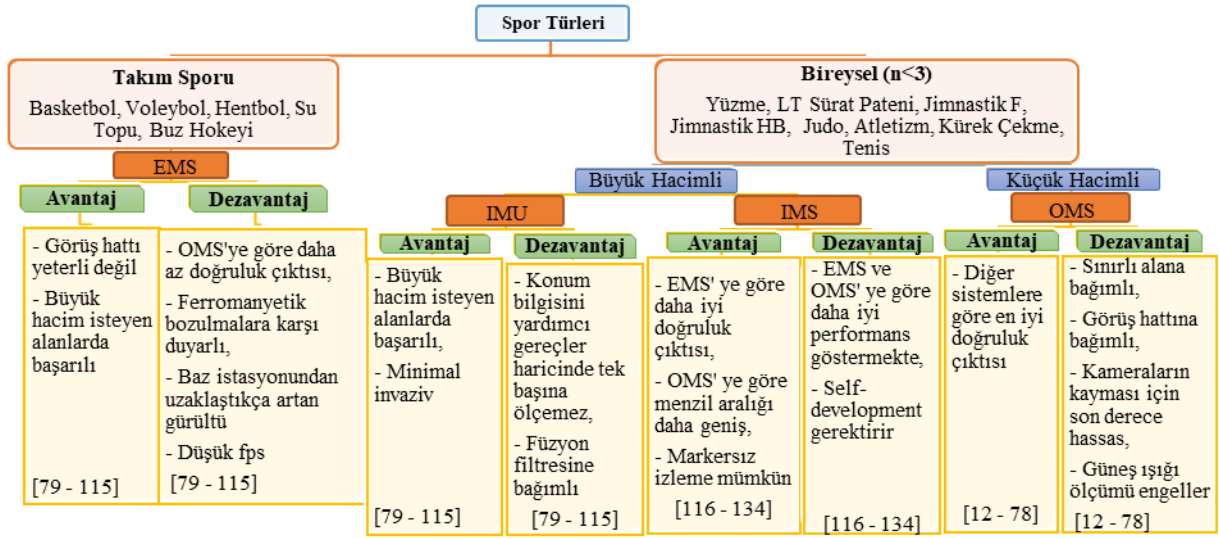 Spor Türleri
Takım Sporu
Basketbol, Voleybol, Hentbol, Su
Topu, Buz Hokeyi
Bireysel (n<3)
Yüzme, LT Sürat Pateni, Jimnastik F,
Jimnastik HB, Judo, Atletizm, Kürek Çekme,
Tenis
EMS
Avantaj
- Görüş hattı
yeterli değil
- Büyük
hacim isteyen
alanlarda
başarılı
[79 - 115]
Dezavantaj
- OMS'ye göre daha
az doğruluk çıktısı,
- Ferromanyetik
bozulmalara karşı
duyarlı,
- Baz istasyonundan
uzaklaştıkça artan
gürültü
- Düşük fps
[79 - 115]
Büyük Hacimli
IMU
Avantaj
- Büyük
hacim isteyen
alanlarda
başarılı,
- Minimal
invaziv
[79 - 115]
Dezavantaj
- Konum
bilgisini
yardımcı
gereçler
haricinde tek
başına
ölçemez,
- Füzyon
filtresine
bağımlı
[79 - 115]
IMS
Avantaj
- EMS' ye göre
daha iyi
doğruluk
çıktısı,
- OMS' ye göre
menzil aralığı
daha geniş,
- Markersız
izleme mümkün
[116 - 134]
Dezavantaj
- EMS ve
OMS' ye göre
daha iyi
performans
göstermekte,
- Self-
development
gerektirir
[116 - 134]
Küçük Hacimli
OMS
Avantaj
- Diğer
sistemlere
göre en iyi
doğruluk
çıktısı
[12 - 78]
Dezavantaj
- Sınırlı alana
bağımlı,
- Görüş hattına
bağımlı,
- Kameraların
kayması için
son derece
hassas,
- Güneş ışığı
ölçümü engeller
[12 - 78]